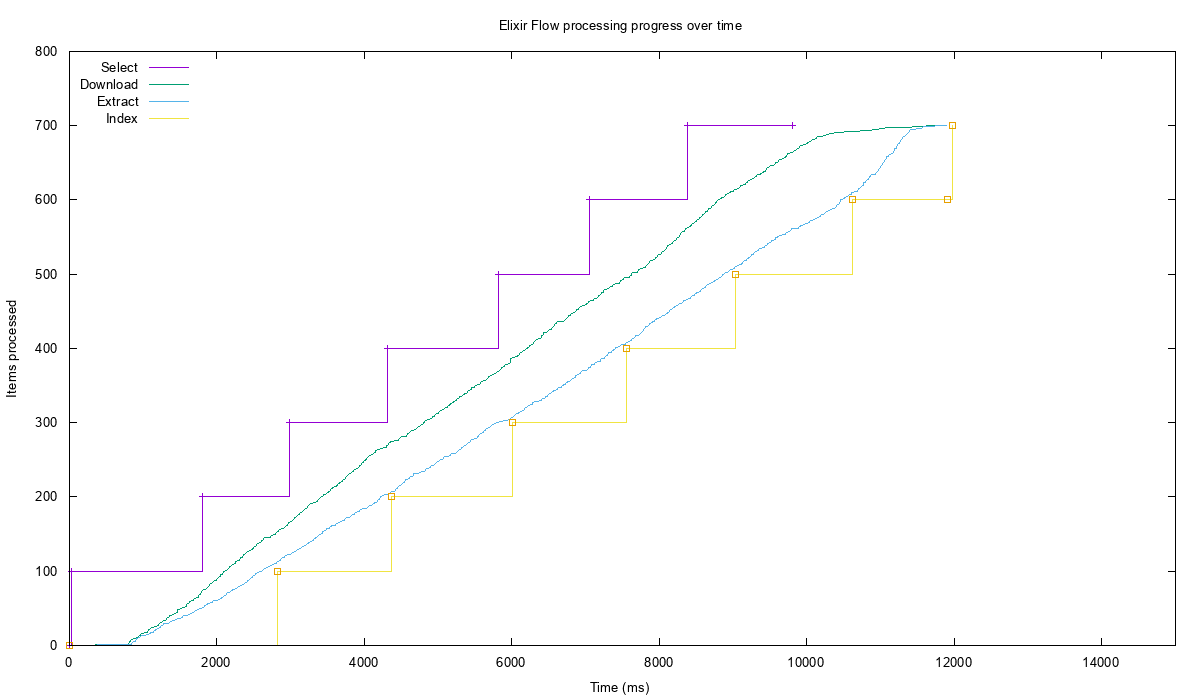 Elixir Flow processing progress over time
800
700
600
500
400
300
200
100
0
Items processed
Select
Download
Extract
Index
0 2000 4000 6000 8000 10000 12000 14000
Time (ms)